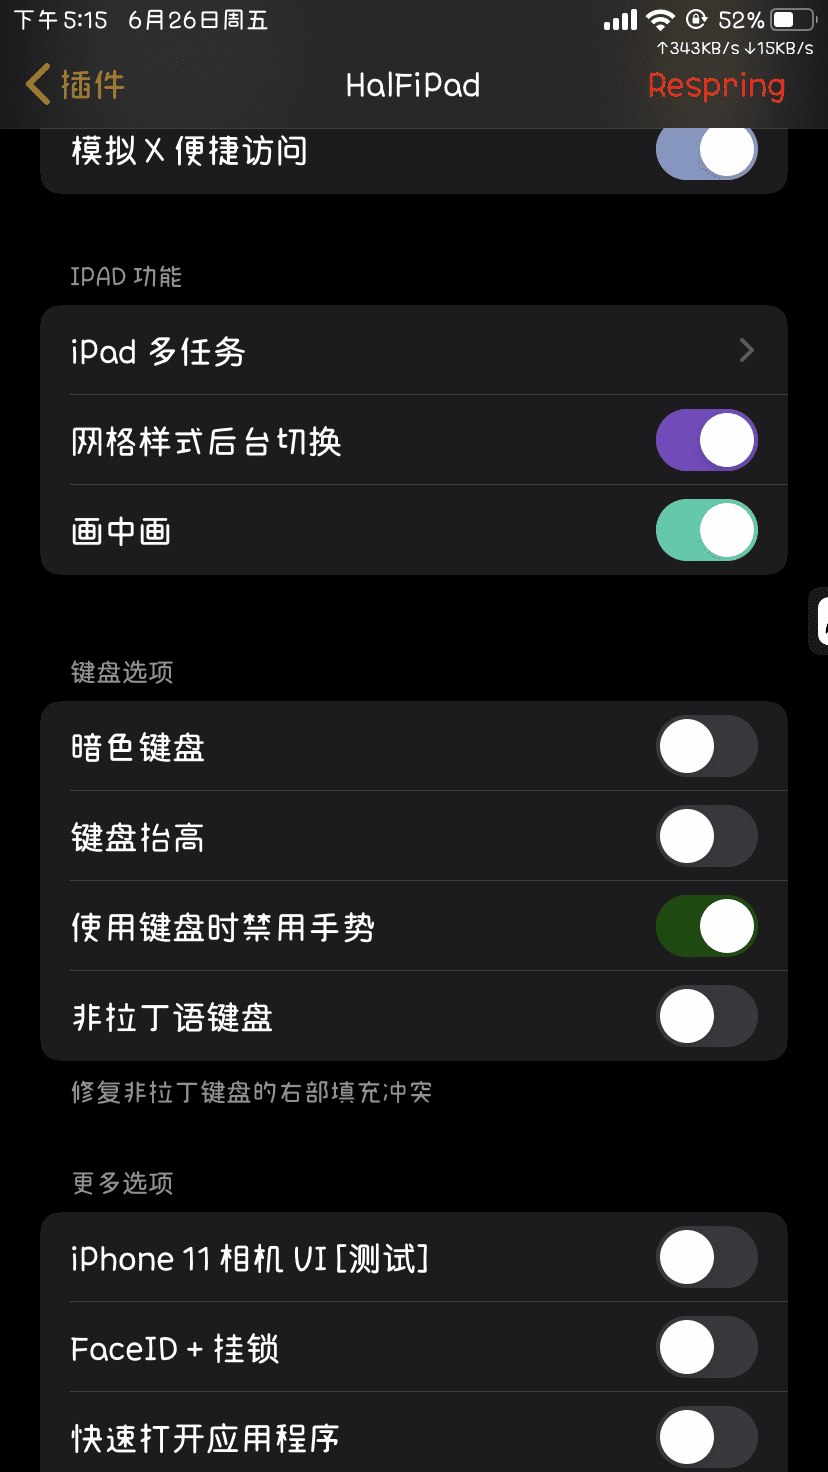 下午 5:15 6月26日周五 52%
↑343KB/s ↓15KB/s
插件 HalFiPad Respring
模拟 X 便捷访问
IPAD 功能
iPad 多任务
网格样式后台切换
画中画
键盘选项
暗色键盘
键盘抬高
使用键盘时禁用手势
非拉丁语键盘
修复非拉丁键盘的右部填充冲突
更多选项
iPhone 11 相机 UI [测试]
FaceID + 挂锁
快速打开应用程序